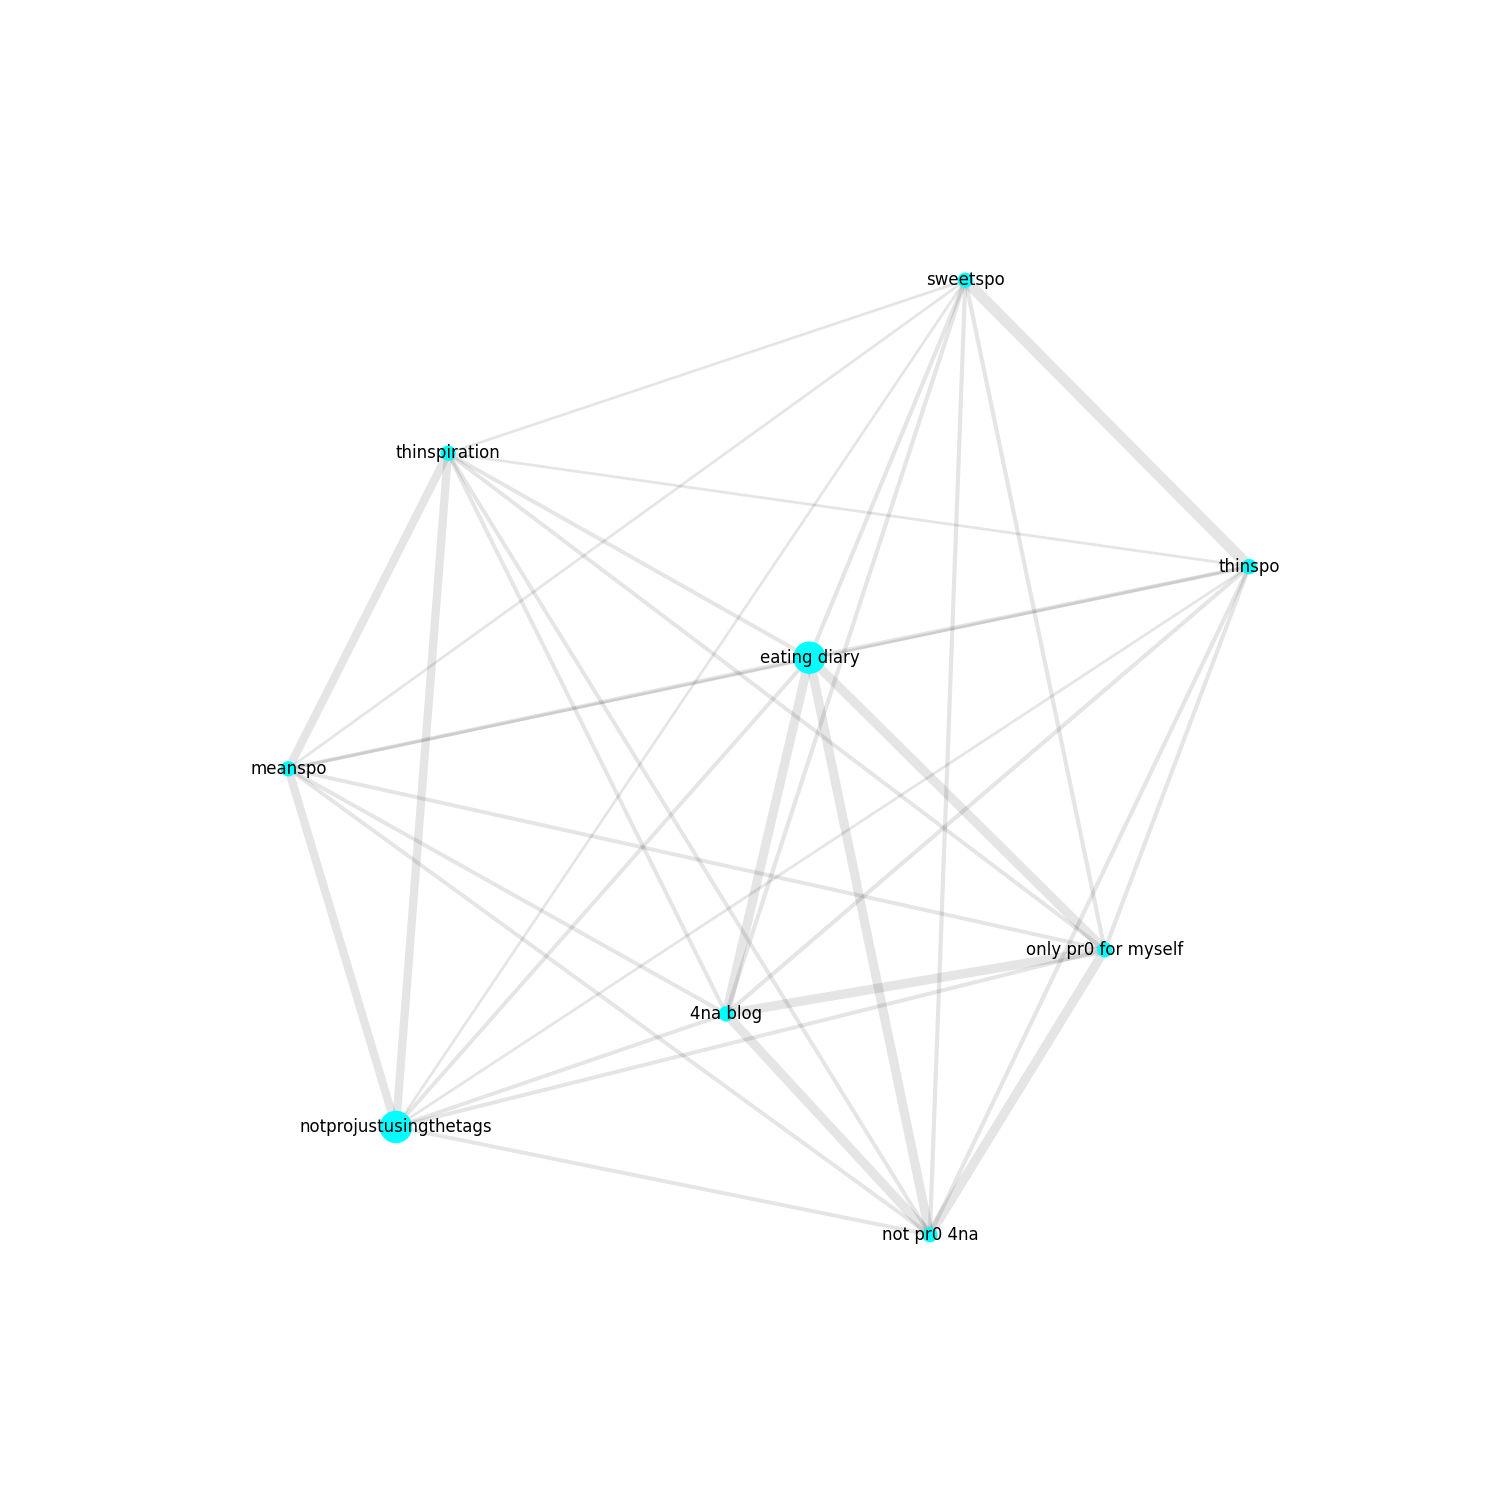 sweetspo
thinspiration
thinspo
eating diary
meanspo
only pr0 for myself
4na blog
notprojustusingthetags
not pr0 4na